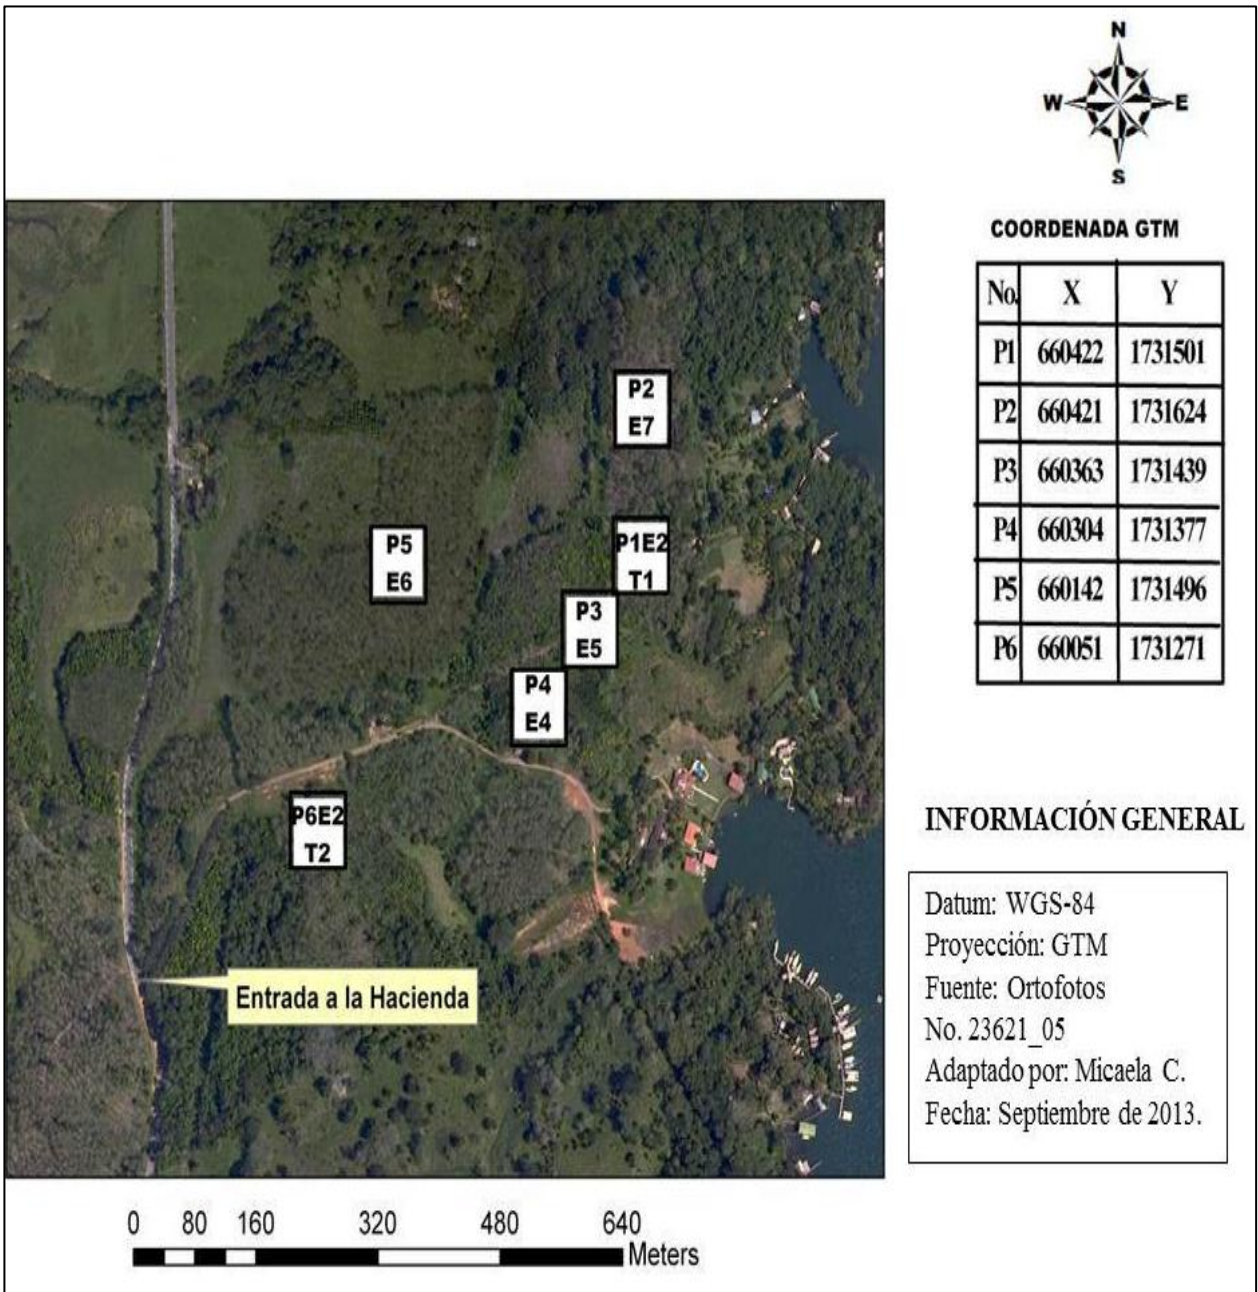 N
W E
S
COORDENADA GTM
No. X Y
P1 660422 1731501
P2 660421 1731624
P3 660363 1731439
P4 660304 1731377
P5 660142 1731496
P6 660051 1731271
P2
E7
P5
E6
P1E2
T1
P3
E5
P4
E4
P6E2
T2
Entrada a la Hacienda
INFORMACIÓN GENERAL
Datum: WGS-84
Proyección: GTM
Fuente: Ortofotos
No. 23621_05
Adaptado por: Micaela C.
Fecha: Septiembre de 2013.
0 80 160 320 480 640
Meters